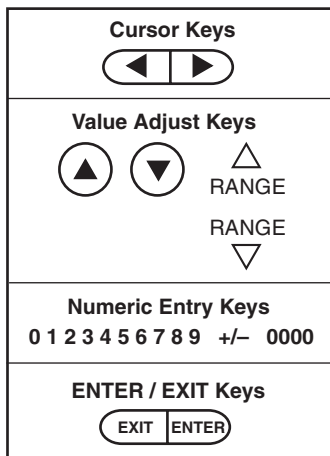 Cursor Keys
Value Adjust Keys
RANGE
RANGE
Numeric Entry Keys
0 1 2 3 4 5 6 7 8 9 +/– 0000
ENTER / EXIT Keys
EXIT ENTER